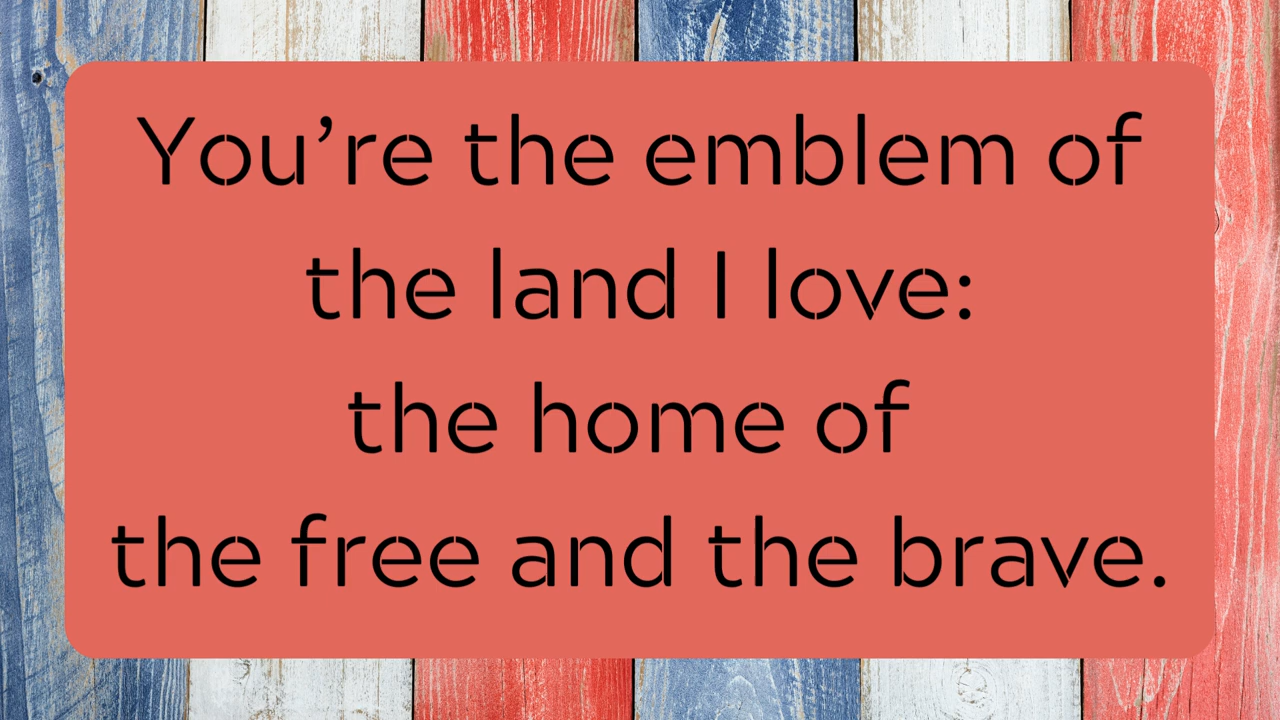 You’re the emblem of
the land I love:
the home of
the free and the brave.